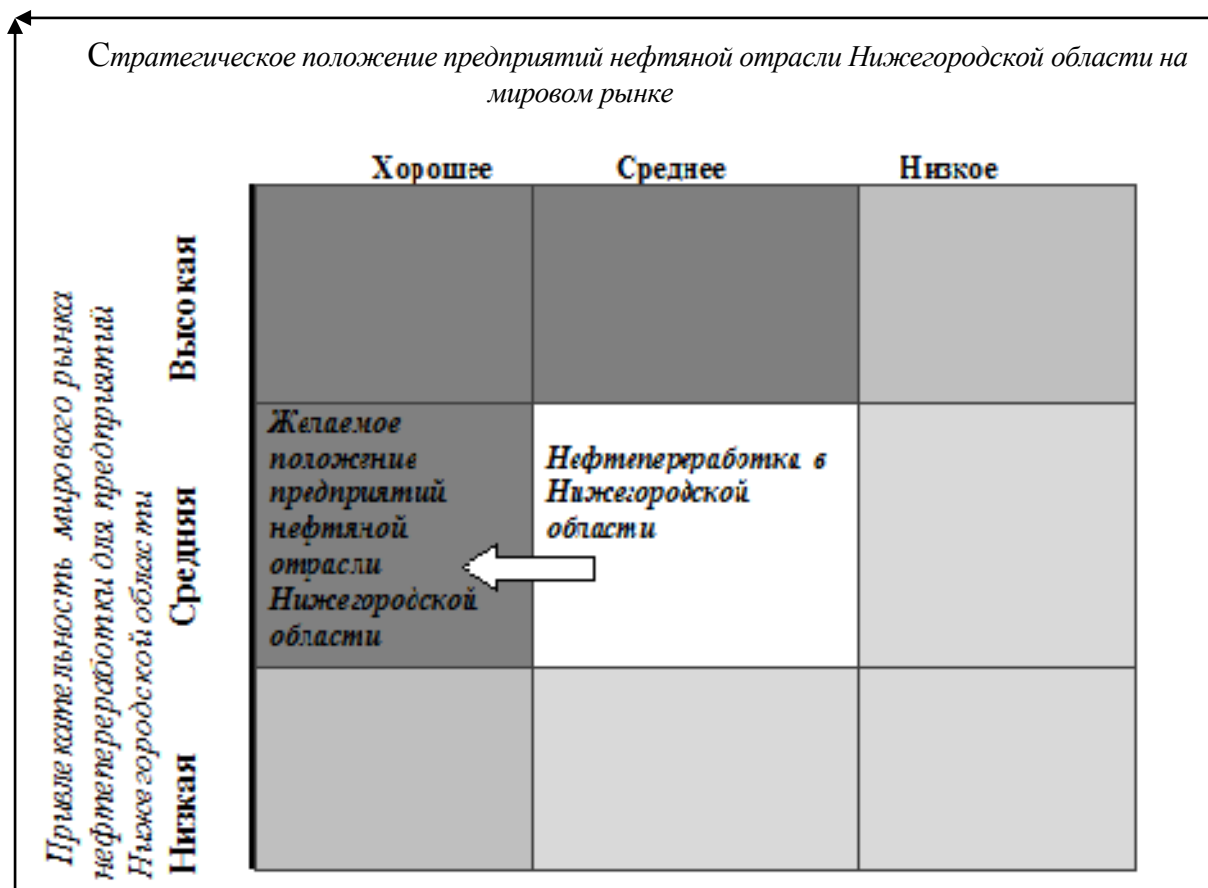 Стратегическое положение предприятий нефтяной отрасли Нижегородской области на
мировом рынке
Хорошее Среднее Низкое
Привлекательность мирового рынка
нефтепереработки для предприятий
Нижегородской области
Высокая
Средняя
Низкая
Желаемое
положение
предприятий
нефтяной
отрасли
Нижегородской
области
Нефтепереработка в
Нижегородской
области